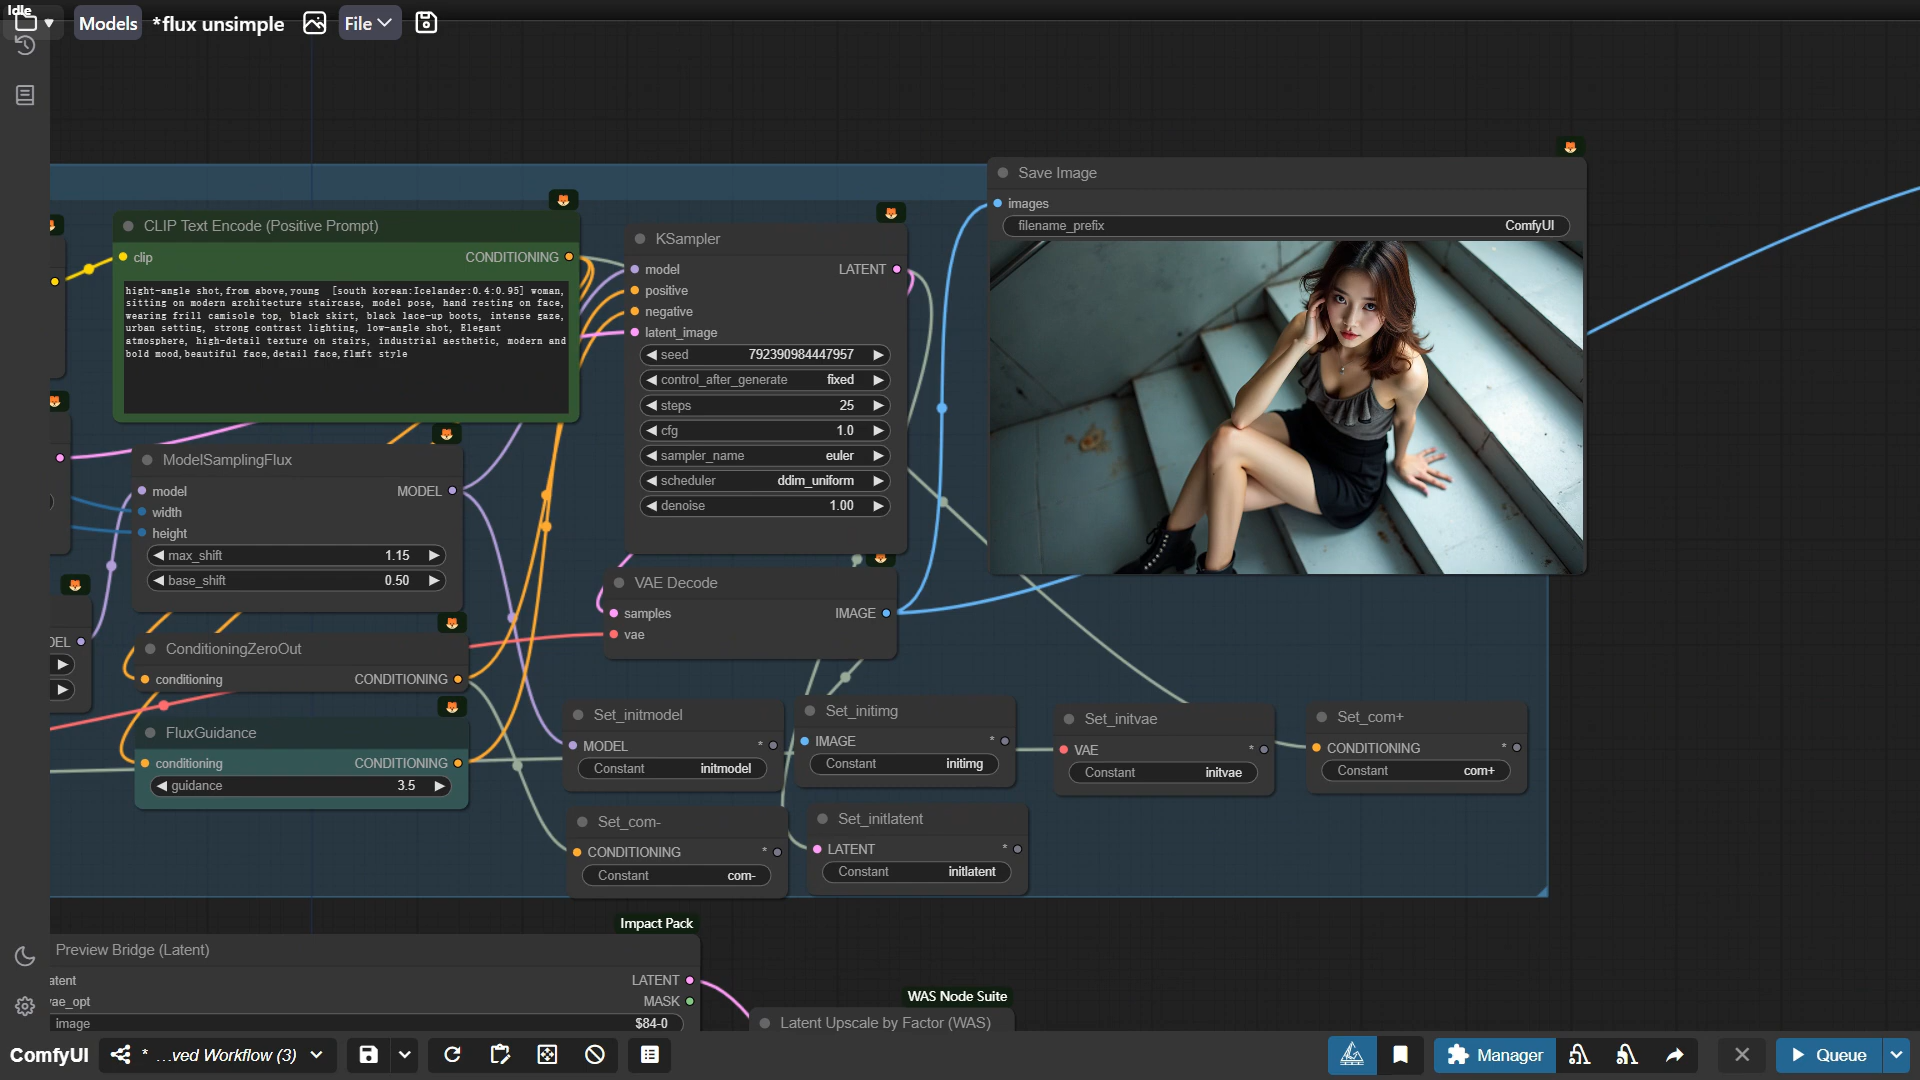 Idle
Models *flux unsimple File
Save Image
images
filename_prefix ComfyUI
CLIP Text Encode (Positive Prompt)
clip CONDITIONING
hight-angle shot,from above,young [south korean:Icelander:0.4:0.95] woman,
sitting on modern architecture staircase, model pose, hand resting on face,
wearing frill camisole top, black skirt, black lace-up boots, intense gaze,
urban setting, strong contrast lighting, low-angle shot, Elegant
atmosphere, high-detail texture on stairs, industrial aesthetic, modern and
bold mood,beautiful face,detail face,flmft style
KSampler
model LATENT
positive
negative
latent_image
seed 792390984447957
control_after_generate fixed
steps 25
cfg 1.0
sampler_name euler
scheduler ddim_uniform
denoise 1.00
ModelSamplingFlux
model MODEL
width
height
max_shift 1.15
base_shift 0.50
VAE Decode
samples IMAGE
vae
DEL
ConditioningZeroOut
conditioning CONDITIONING
FluxGuidance
conditioning CONDITIONING
guidance 3.5
Set_initmodel
MODEL *
Constant initmodel
Set_initimg
IMAGE *
Constant initimg
Set_initvae
VAE *
Constant initvae
Set_com+
CONDITIONING *
Constant com+
Set_com-
CONDITIONING *
Constant com-
Set_initlatent
LATENT *
Constant initlatent
Impact Pack
Preview Bridge (Latent)
atent LATENT
vae_opt MASK
image $84-0
WAS Node Suite
Latent Upscale by Factor (WAS)
ComfyUI * ...ved Workflow (3) Manager Queue